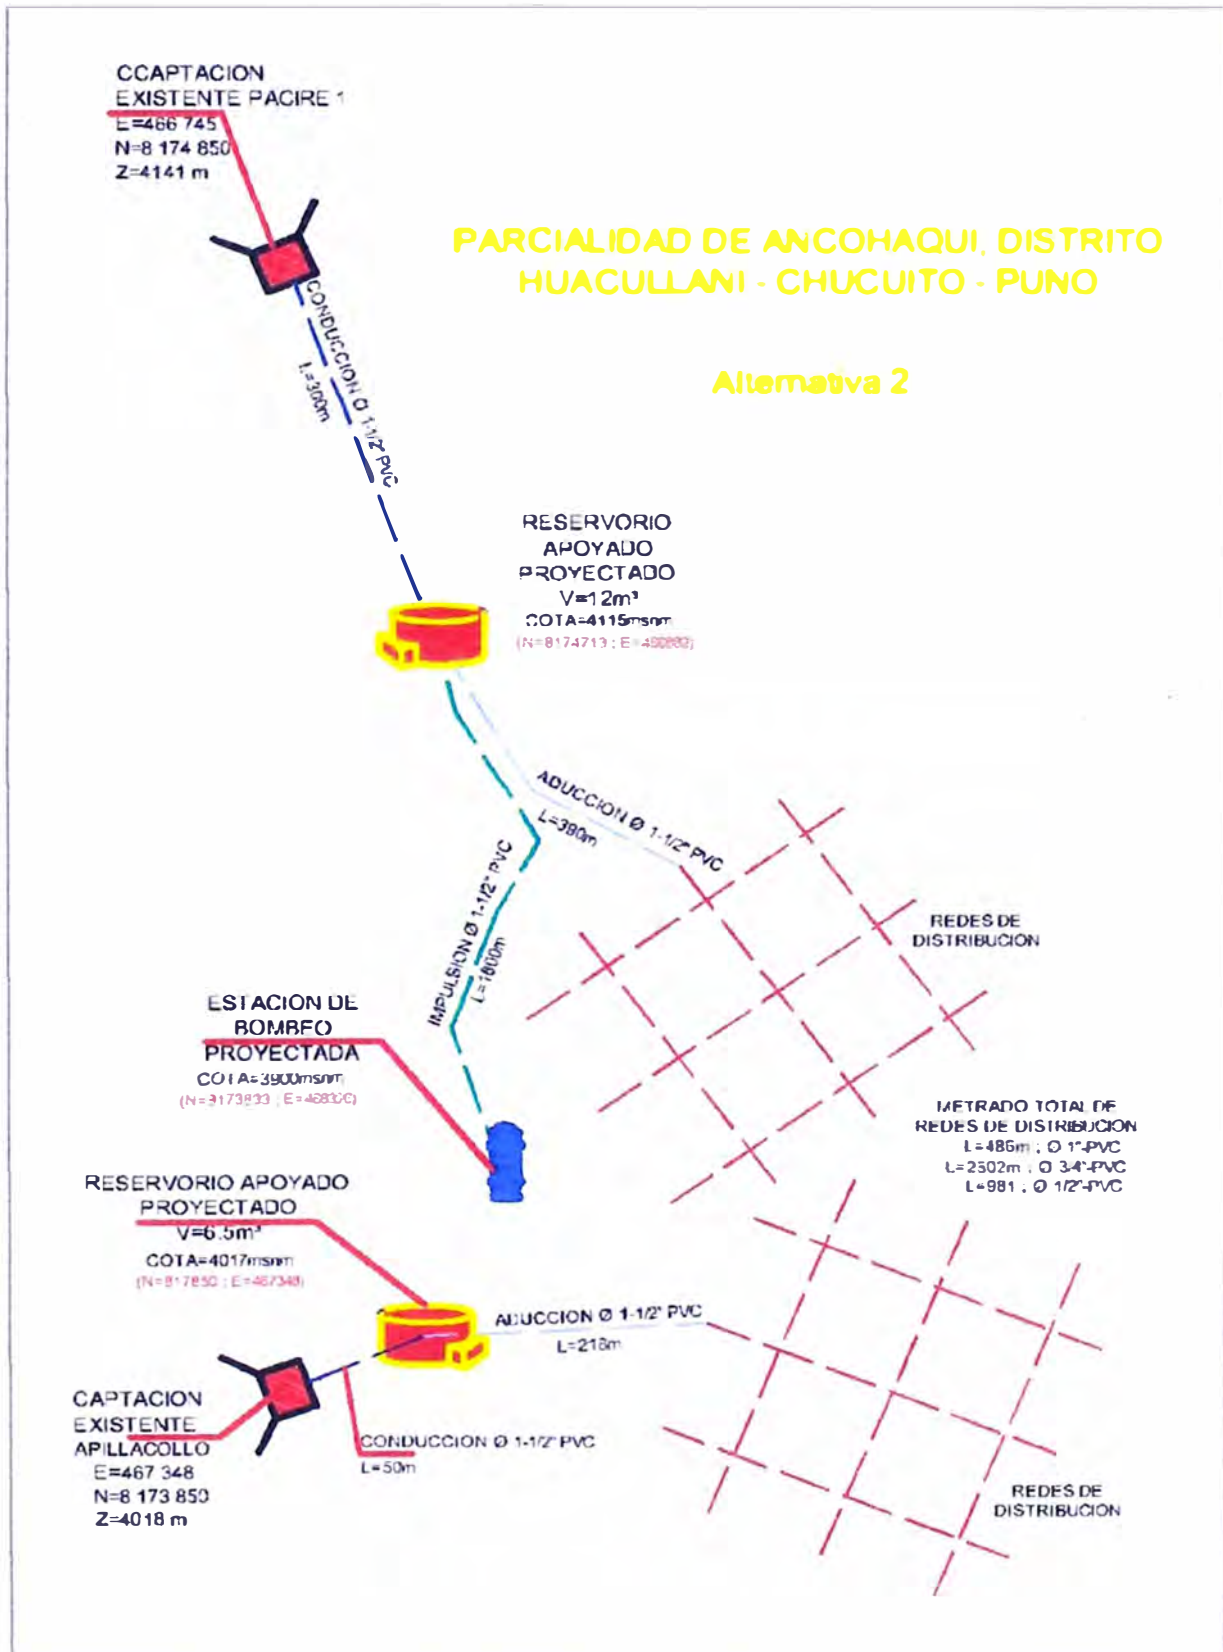 CCAPTACION
EXISTENTE PACIRE 1
E=466 745
N=8 174 850
Z=4141 m
PARCIALIDAD DE ANCOHAQUI, DISTRITO
HUACULLANI - CHUCUITO - PUNO
Alternativa 2
CONDUCCION Ø 1-1/2" PVC
L=300m
RESERVORIO
APOYADO
PROYECTADO
V=12m³
COTA=4115msnm
(N=8174713 ;
ADUCCION Ø 1-1/2" PVC
L=390m
IMPULSION Ø 1-1/2" PVC
L=1800m
REDES DE
DISTRIBUCION
ESTACION DE
BOMBEO
PROYECTADA
COTA=3900msnm
METRADO TOTAL DE
REDES DE DISTRIBUCION
L=486m ; Ø 1"-PVC
L=2502m ; Ø 3/4"-PVC
L=981 ; Ø 1/2"-PVC
RESERVORIO APOYADO
PROYECTADO
V=6.5m³
COTA=4017msnm
(N=817850 ; E=467348)
ADUCCION Ø 1-1/2" PVC
L=218m
CAPTACION
EXISTENTE
APILLACOLLO
E=467 348
N=8 173 850
Z=4018 m
CONDUCCION Ø 1-1/2" PVC
L=50m
REDES DE
DISTRIBUCION